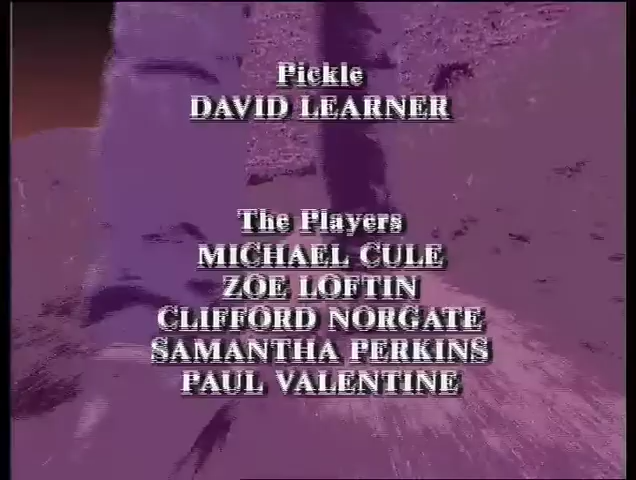 Pickle
DAVID LEARNER
The Players
MICHAEL CULE
ZOE LOFTIN
CLIFFORD NORGATE
SAMANTHA PERKINS
PAUL VALENTINE